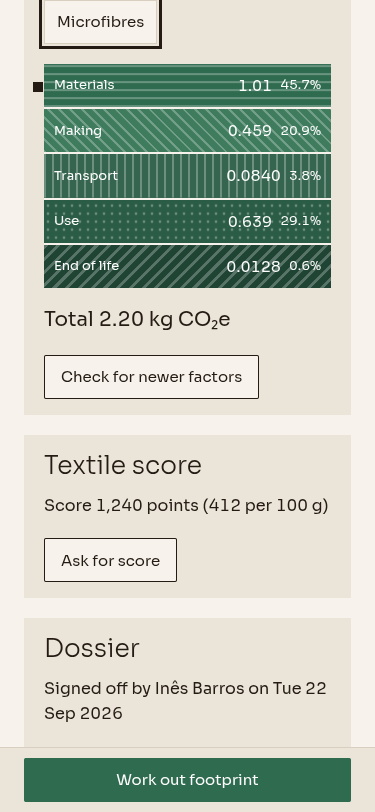 Microfibres
Materials 1.01 45.7%
Making 0.459 20.9%
Transport 0.0840 3.8%
Use 0.639 29.1%
End of life 0.0128 0.6%
Total 2.20 kg CO₂e
Check for newer factors
Textile score
Score 1,240 points (412 per 100 g)
Ask for score
Dossier
Signed off by Inês Barros on Tue 22
Sep 2026
Work out footprint